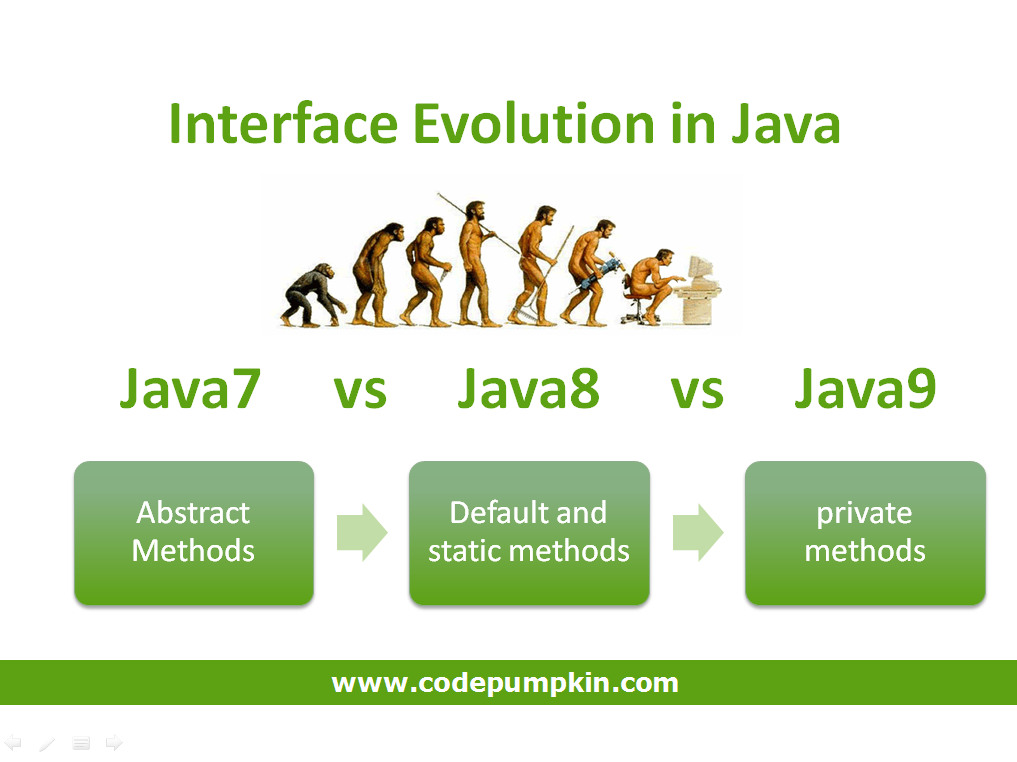 Interface Evolution in Java
Java7 vs Java8 vs Java9
Abstract
Methods
Default and
static methods
private
methods
www.codepumpkin.com